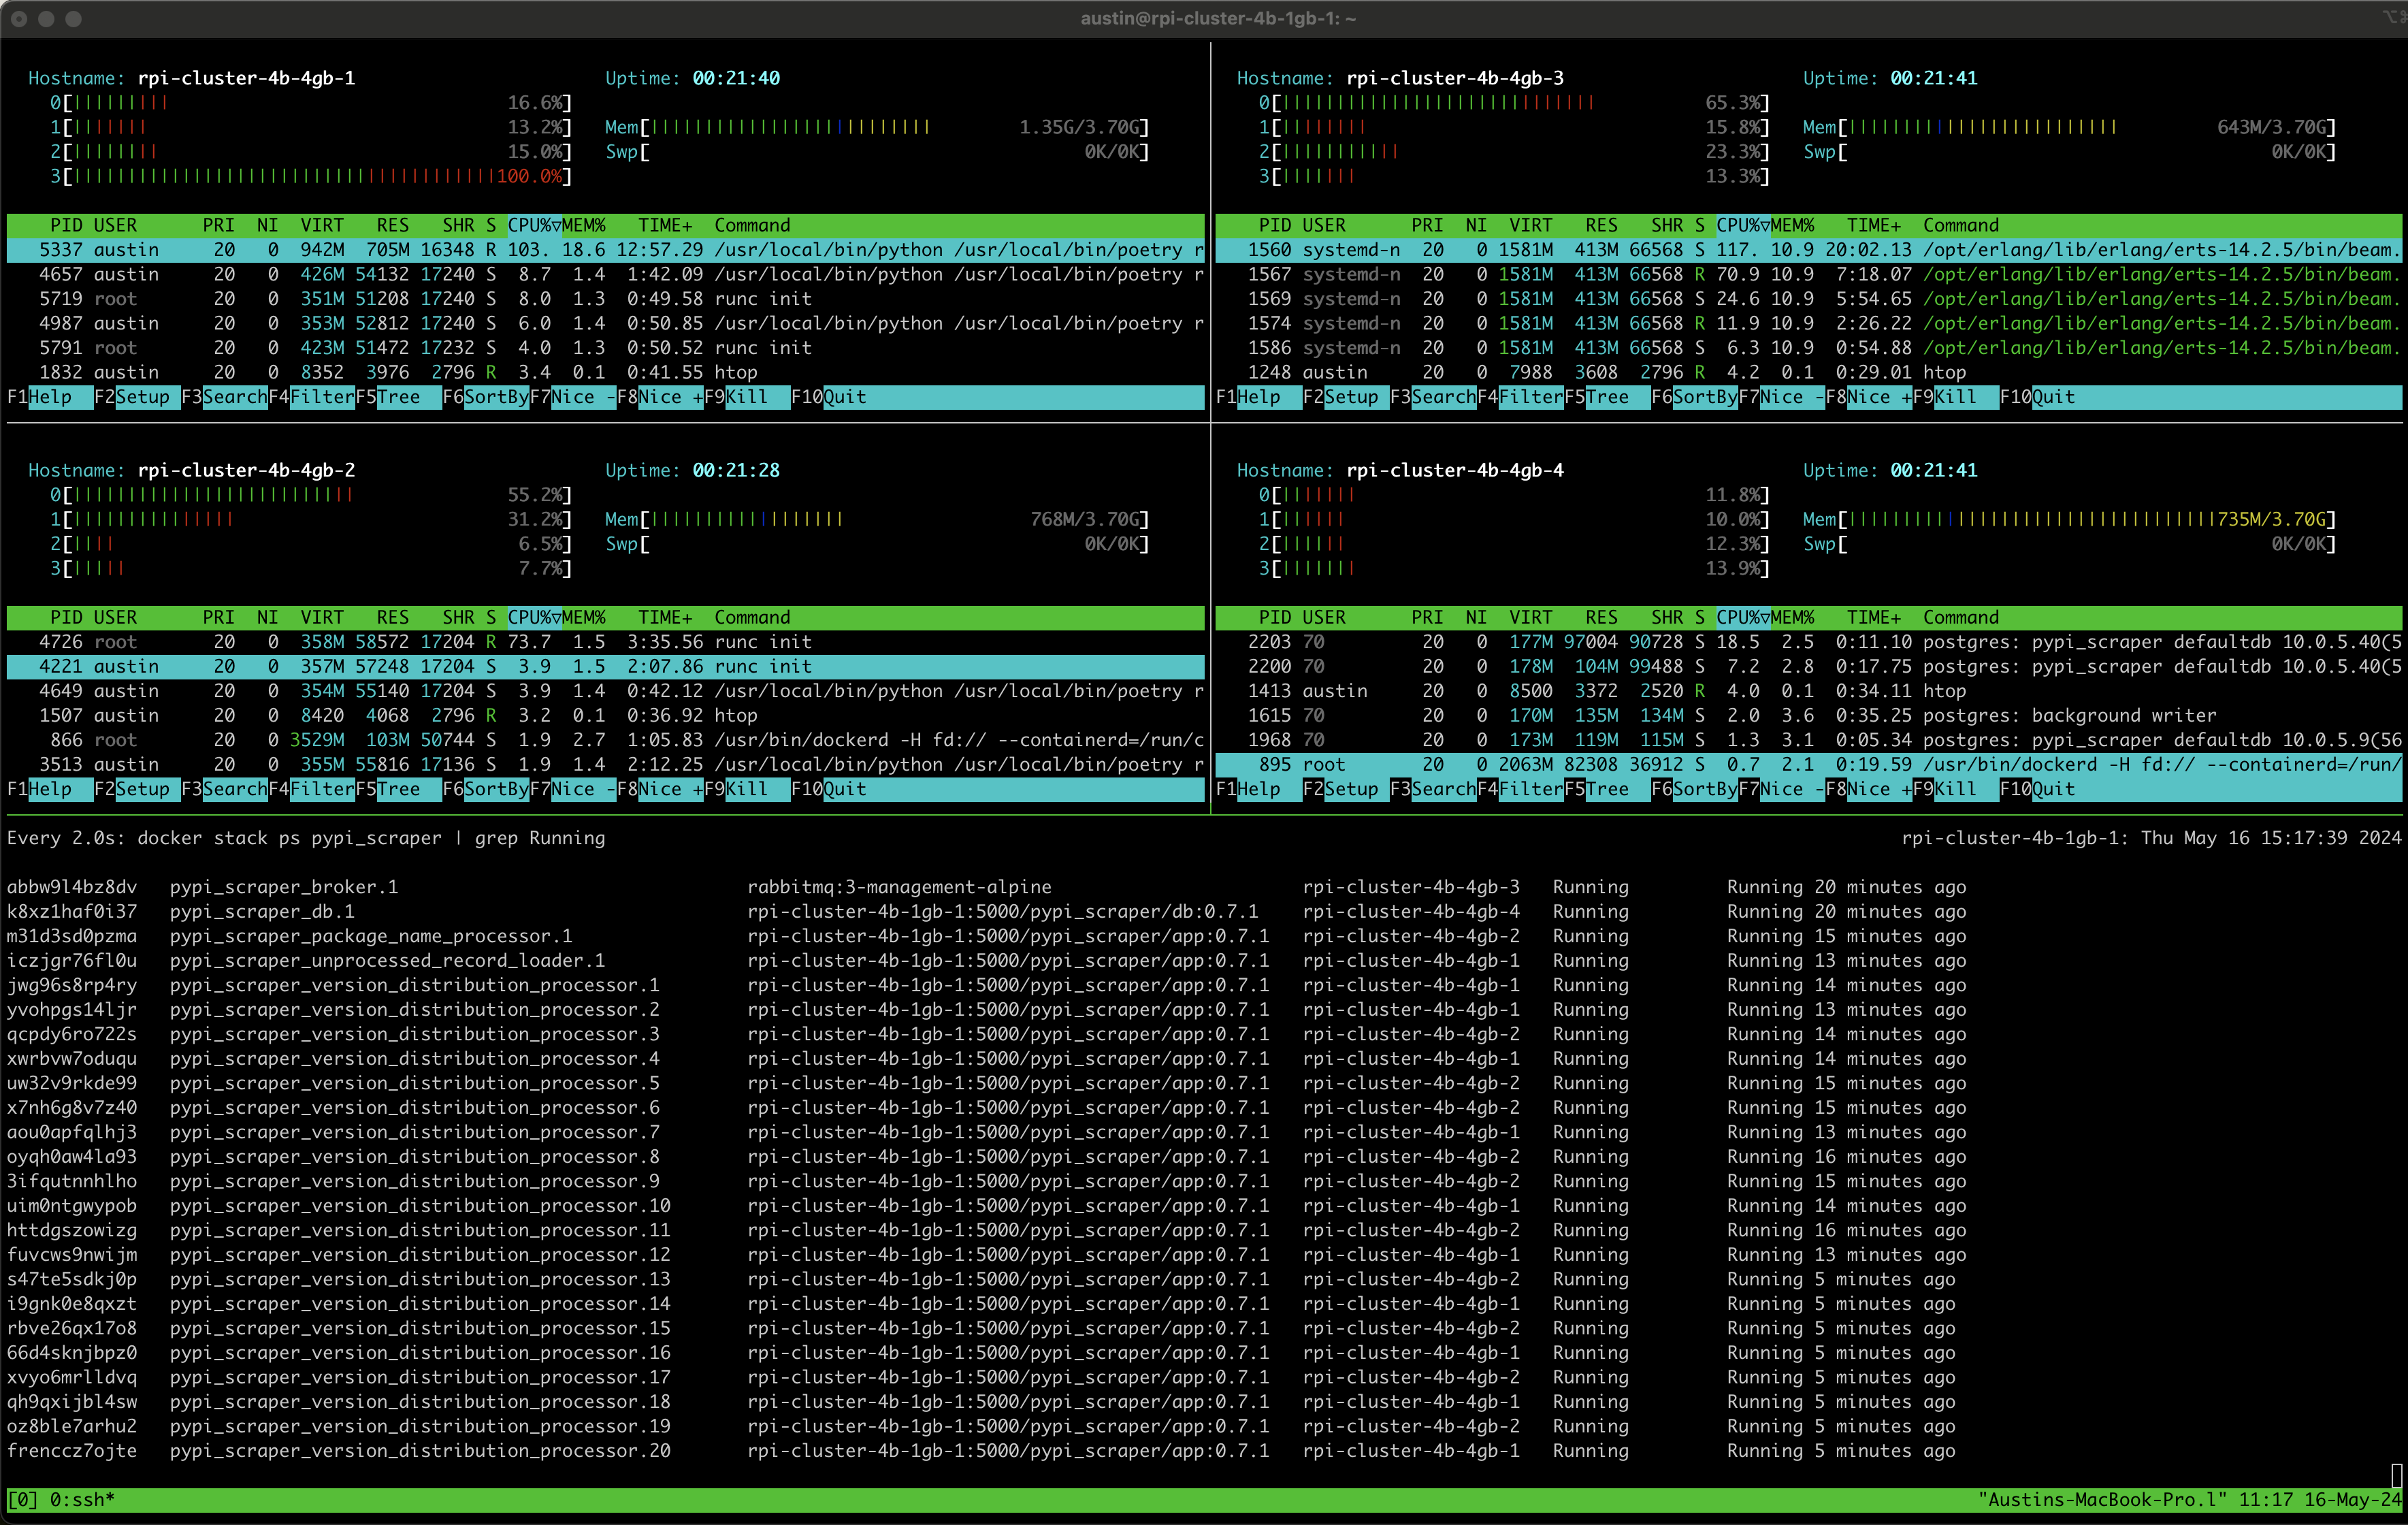 austin@rpi-cluster-4b-1gb-1: ~
Hostname: rpi-cluster-4b-4gb-1 Uptime: 00:21:40
0[ 16.6%]
1[ 13.2%] Mem[ 1.35G/3.70G]
2[ 15.0%] Swp[ 0K/0K]
3[ 100.0%]
PID USER PRI NI VIRT RES SHR S CPU%▽MEM% TIME+ Command
5337 austin 20 0 942M 705M 16348 R 103. 18.6 12:57.29 /usr/local/bin/python /usr/local/bin/poetry r
4657 austin 20 0 426M 54132 17240 S 8.7 1.4 1:42.09 /usr/local/bin/python /usr/local/bin/poetry r
5719 root 20 0 351M 51208 17240 S 8.0 1.3 0:49.58 runc init
4987 austin 20 0 353M 52812 17240 S 6.0 1.4 0:50.85 /usr/local/bin/python /usr/local/bin/poetry r
5791 root 20 0 423M 51472 17232 S 4.0 1.3 0:50.52 runc init
1832 austin 20 0 8352 3976 2796 R 3.4 0.1 0:41.55 htop
F1Help F2Setup F3SearchF4FilterF5Tree F6SortByF7Nice -F8Nice +F9Kill F10Quit
Hostname: rpi-cluster-4b-4gb-3 Uptime: 00:21:41
0[ 65.3%]
1[ 15.8%] Mem[ 643M/3.70G]
2[ 23.3%] Swp[ 0K/0K]
3[ 13.3%]
PID USER PRI NI VIRT RES SHR S CPU%▽MEM% TIME+ Command
1560 systemd-n 20 0 1581M 413M 66568 S 117. 10.9 20:02.13 /opt/erlang/lib/erlang/erts-14.2.5/bin/beam.
1567 systemd-n 20 0 1581M 413M 66568 R 70.9 10.9 7:18.07 /opt/erlang/lib/erlang/erts-14.2.5/bin/beam.
1569 systemd-n 20 0 1581M 413M 66568 S 24.6 10.9 5:54.65 /opt/erlang/lib/erlang/erts-14.2.5/bin/beam.
1574 systemd-n 20 0 1581M 413M 66568 R 11.9 10.9 2:26.22 /opt/erlang/lib/erlang/erts-14.2.5/bin/beam.
1586 systemd-n 20 0 1581M 413M 66568 S 6.3 10.9 0:54.88 /opt/erlang/lib/erlang/erts-14.2.5/bin/beam.
1248 austin 20 0 7988 3608 2796 R 4.2 0.1 0:29.01 htop
F1Help F2Setup F3SearchF4FilterF5Tree F6SortByF7Nice -F8Nice +F9Kill F10Quit
Hostname: rpi-cluster-4b-4gb-2 Uptime: 00:21:28
0[ 55.2%]
1[ 31.2%] Mem[ 768M/3.70G]
2[ 6.5%] Swp[ 0K/0K]
3[ 7.7%]
PID USER PRI NI VIRT RES SHR S CPU%▽MEM% TIME+ Command
4726 root 20 0 358M 58572 17204 R 73.7 1.5 3:35.56 runc init
4221 austin 20 0 357M 57248 17204 S 3.9 1.5 2:07.86 runc init
4649 austin 20 0 354M 55140 17204 S 3.9 1.4 0:42.12 /usr/local/bin/python /usr/local/bin/poetry r
1507 austin 20 0 8420 4068 2796 R 3.2 0.1 0:36.92 htop
866 root 20 0 3529M 103M 50744 S 1.9 2.7 1:05.83 /usr/bin/dockerd -H fd:// --containerd=/run/c
3513 austin 20 0 355M 55816 17136 S 1.9 1.4 2:12.25 /usr/local/bin/python /usr/local/bin/poetry r
F1Help F2Setup F3SearchF4FilterF5Tree F6SortByF7Nice -F8Nice +F9Kill F10Quit
Hostname: rpi-cluster-4b-4gb-4 Uptime: 00:21:41
0[ 11.8%]
1[ 10.0%] Mem[ 735M/3.70G]
2[ 12.3%] Swp[ 0K/0K]
3[ 13.9%]
PID USER PRI NI VIRT RES SHR S CPU%▽MEM% TIME+ Command
2203 70 20 0 177M 97004 90728 S 18.5 2.5 0:11.10 postgres: pypi_scraper defaultdb 10.0.5.40(5
2200 70 20 0 178M 104M 99488 S 7.2 2.8 0:17.75 postgres: pypi_scraper defaultdb 10.0.5.40(5
1413 austin 20 0 8500 3372 2520 R 4.0 0.1 0:34.11 htop
1615 70 20 0 170M 135M 134M S 2.0 3.6 0:35.25 postgres: background writer
1968 70 20 0 173M 119M 115M S 1.3 3.1 0:05.34 postgres: pypi_scraper defaultdb 10.0.5.9(56
895 root 20 0 2063M 82308 36912 S 0.7 2.1 0:19.59 /usr/bin/dockerd -H fd:// --containerd=/run/
F1Help F2Setup F3SearchF4FilterF5Tree F6SortByF7Nice -F8Nice +F9Kill F10Quit
Every 2.0s: docker stack ps pypi_scraper | grep Running rpi-cluster-4b-1gb-1: Thu May 16 15:17:39 2024
abbw9l4bz8dv pypi_scraper_broker.1 rabbitmq:3-management-alpine rpi-cluster-4b-4gb-3 Running Running 20 minutes ago
k8xz1haf0i37 pypi_scraper_db.1 rpi-cluster-4b-1gb-1:5000/pypi_scraper/db:0.7.1 rpi-cluster-4b-4gb-4 Running Running 20 minutes ago
m31d3sd0pzma pypi_scraper_package_name_processor.1 rpi-cluster-4b-1gb-1:5000/pypi_scraper/app:0.7.1 rpi-cluster-4b-4gb-2 Running Running 15 minutes ago
iczjgr76fl0u pypi_scraper_unprocessed_record_loader.1 rpi-cluster-4b-1gb-1:5000/pypi_scraper/app:0.7.1 rpi-cluster-4b-4gb-1 Running Running 13 minutes ago
jwg96s8rp4ry pypi_scraper_version_distribution_processor.1 rpi-cluster-4b-1gb-1:5000/pypi_scraper/app:0.7.1 rpi-cluster-4b-4gb-1 Running Running 14 minutes ago
yvohpgs14ljr pypi_scraper_version_distribution_processor.2 rpi-cluster-4b-1gb-1:5000/pypi_scraper/app:0.7.1 rpi-cluster-4b-4gb-1 Running Running 13 minutes ago
qcpdy6ro722s pypi_scraper_version_distribution_processor.3 rpi-cluster-4b-1gb-1:5000/pypi_scraper/app:0.7.1 rpi-cluster-4b-4gb-2 Running Running 14 minutes ago
xwrbvw7oduqu pypi_scraper_version_distribution_processor.4 rpi-cluster-4b-1gb-1:5000/pypi_scraper/app:0.7.1 rpi-cluster-4b-4gb-1 Running Running 14 minutes ago
uw32v9rkde99 pypi_scraper_version_distribution_processor.5 rpi-cluster-4b-1gb-1:5000/pypi_scraper/app:0.7.1 rpi-cluster-4b-4gb-2 Running Running 15 minutes ago
x7nh6g8v7z40 pypi_scraper_version_distribution_processor.6 rpi-cluster-4b-1gb-1:5000/pypi_scraper/app:0.7.1 rpi-cluster-4b-4gb-2 Running Running 15 minutes ago
aou0apfqlhj3 pypi_scraper_version_distribution_processor.7 rpi-cluster-4b-1gb-1:5000/pypi_scraper/app:0.7.1 rpi-cluster-4b-4gb-1 Running Running 13 minutes ago
oyqh0aw4la93 pypi_scraper_version_distribution_processor.8 rpi-cluster-4b-1gb-1:5000/pypi_scraper/app:0.7.1 rpi-cluster-4b-4gb-2 Running Running 16 minutes ago
3ifqutnnhlho pypi_scraper_version_distribution_processor.9 rpi-cluster-4b-1gb-1:5000/pypi_scraper/app:0.7.1 rpi-cluster-4b-4gb-2 Running Running 15 minutes ago
uim0ntgwypob pypi_scraper_version_distribution_processor.10 rpi-cluster-4b-1gb-1:5000/pypi_scraper/app:0.7.1 rpi-cluster-4b-4gb-1 Running Running 14 minutes ago
httdgszowizg pypi_scraper_version_distribution_processor.11 rpi-cluster-4b-1gb-1:5000/pypi_scraper/app:0.7.1 rpi-cluster-4b-4gb-2 Running Running 16 minutes ago
fuvcws9nwijm pypi_scraper_version_distribution_processor.12 rpi-cluster-4b-1gb-1:5000/pypi_scraper/app:0.7.1 rpi-cluster-4b-4gb-1 Running Running 13 minutes ago
s47te5sdkj0p pypi_scraper_version_distribution_processor.13 rpi-cluster-4b-1gb-1:5000/pypi_scraper/app:0.7.1 rpi-cluster-4b-4gb-2 Running Running 5 minutes ago
i9gnk0e8qxzt pypi_scraper_version_distribution_processor.14 rpi-cluster-4b-1gb-1:5000/pypi_scraper/app:0.7.1 rpi-cluster-4b-4gb-1 Running Running 5 minutes ago
rbve26qx17o8 pypi_scraper_version_distribution_processor.15 rpi-cluster-4b-1gb-1:5000/pypi_scraper/app:0.7.1 rpi-cluster-4b-4gb-2 Running Running 5 minutes ago
66d4sknjbpz0 pypi_scraper_version_distribution_processor.16 rpi-cluster-4b-1gb-1:5000/pypi_scraper/app:0.7.1 rpi-cluster-4b-4gb-1 Running Running 5 minutes ago
xvyo6mrlldvq pypi_scraper_version_distribution_processor.17 rpi-cluster-4b-1gb-1:5000/pypi_scraper/app:0.7.1 rpi-cluster-4b-4gb-2 Running Running 5 minutes ago
qh9qxijbl4sw pypi_scraper_version_distribution_processor.18 rpi-cluster-4b-1gb-1:5000/pypi_scraper/app:0.7.1 rpi-cluster-4b-4gb-1 Running Running 5 minutes ago
oz8ble7arhu2 pypi_scraper_version_distribution_processor.19 rpi-cluster-4b-1gb-1:5000/pypi_scraper/app:0.7.1 rpi-cluster-4b-4gb-2 Running Running 5 minutes ago
frenccz7ojte pypi_scraper_version_distribution_processor.20 rpi-cluster-4b-1gb-1:5000/pypi_scraper/app:0.7.1 rpi-cluster-4b-4gb-1 Running Running 5 minutes ago
[0] 0:ssh* "Austins-MacBook-Pro.l" 11:17 16-May-24